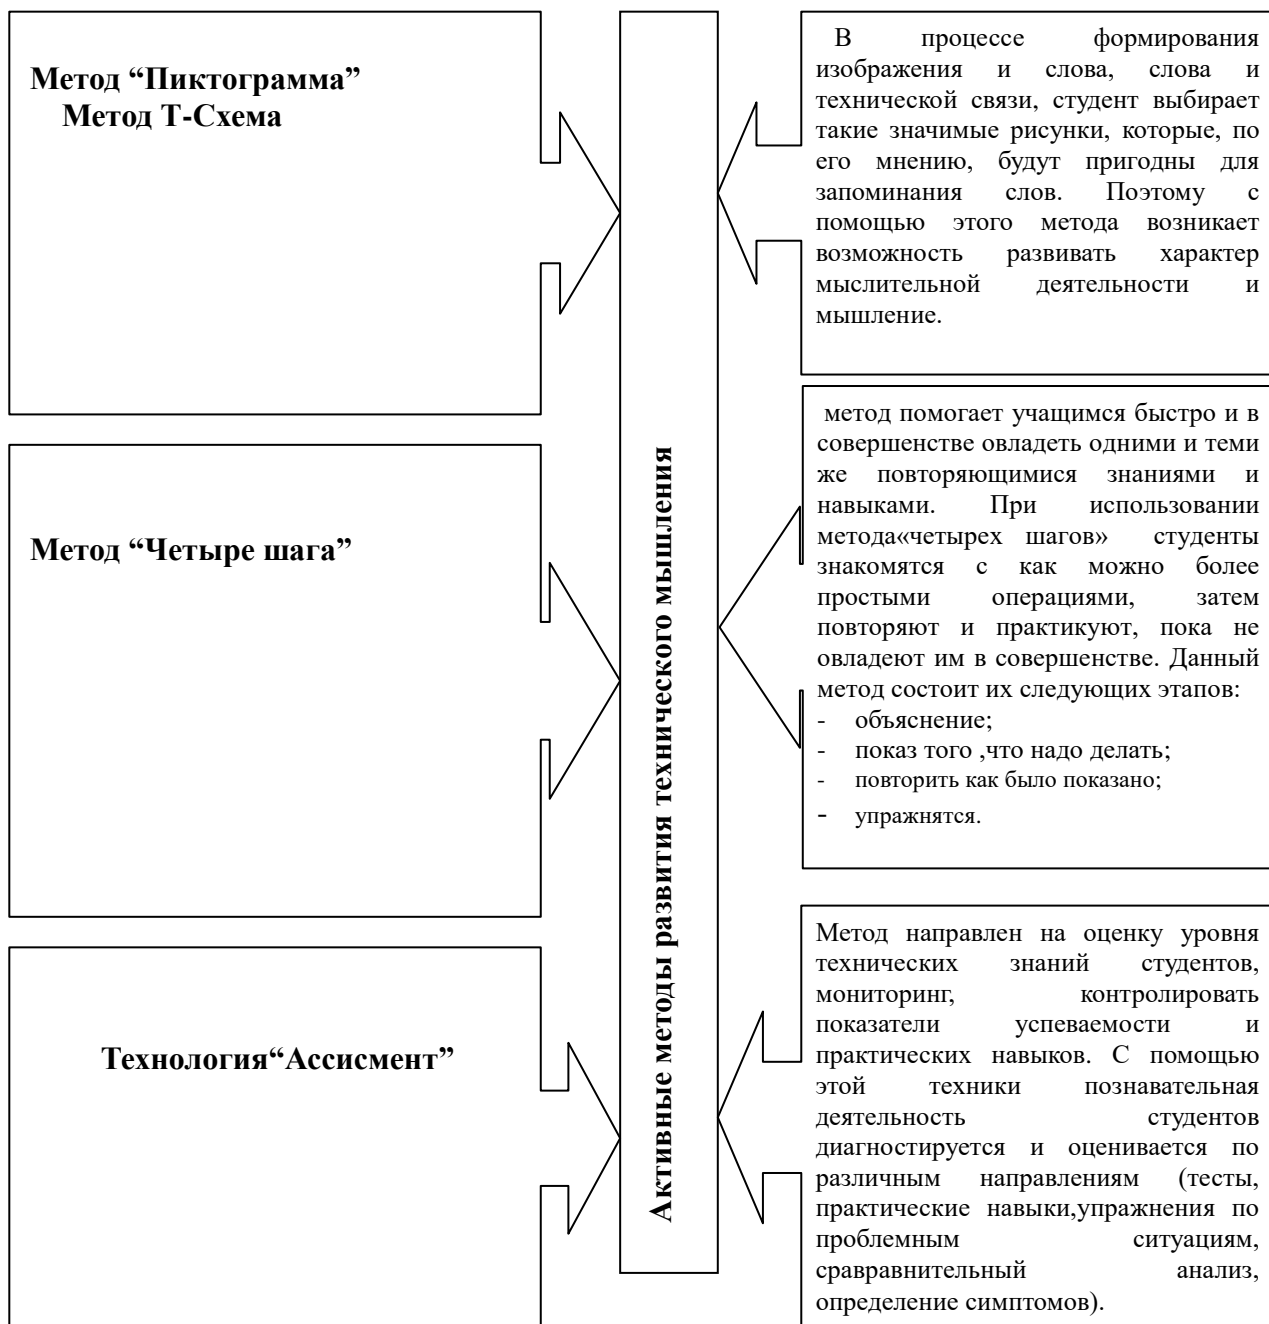 Метод “Пиктограмма”
Метод Т-Схема
В процессе формирования
изображения и слова, слова и
технической связи, студент выбирает
такие значимые рисунки, которые, по
его мнению, будут пригодны для
запоминания слов. Поэтому с
помощью этого метода возникает
возможность развивать характер
мыслительной деятельности и
мышление.
Активные методы развития технического мышления
Метод “Четыре шага”
метод помогает учащимся быстро и в
совершенстве овладеть одними и теми
же повторяющимися знаниями и
навыками. При использовании
метода«четырех шагов» студенты
знакомятся с как можно более
простыми операциями, затем
повторяют и практикуют, пока не
овладеют им в совершенстве. Данный
метод состоит их следующих этапов:
- объяснение;
- показ того ,что надо делать;
- повторить как было показано;
- упражнятся.
Технология“Ассисмент”
Метод направлен на оценку уровня
технических знаний студентов,
мониторинг, контролировать
показатели успеваемости и
практических навыков. С помощью
этой техники познавательная
деятельность студентов
диагностируется и оценивается по
различным направлениям (тесты,
практические навыки,упражнения по
проблемным ситуациям,
сравравнительный анализ,
определение симптомов).